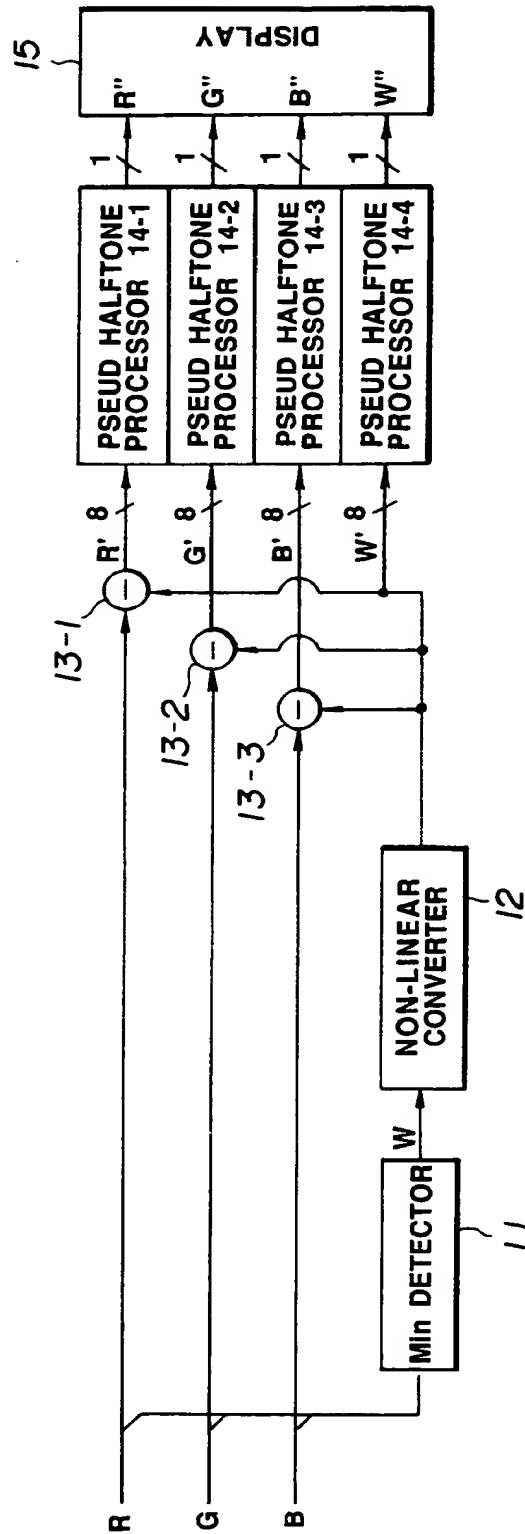 R
G
B
Min DETECTOR
11
W
NON-LINEAR
CONVERTER
12
13-1
13-2
13-3
R' 8
G' 8
B' 8
W' 8
PSEUD HALFTONE
PROCESSOR 14-1
PSEUD HALFTONE
PROCESSOR 14-2
PSEUD HALFTONE
PROCESSOR 14-3
PSEUD HALFTONE
PROCESSOR 14-4
1
1
1
1
R"
G"
B"
W"
DISPLAY
15